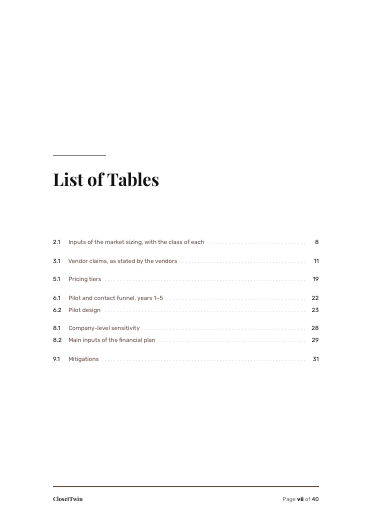 List of Tables
2.1 Inputs of the market sizing, with the class of each 8
3.1 Vendor claims, as stated by the vendors 11
5.1 Pricing tiers 19
6.1 Pilot and contact funnel, years 1–5 22
6.2 Pilot design 23
8.1 Company-level sensitivity 28
8.2 Main inputs of the financial plan 29
9.1 Mitigations 31
ClosetTwin Page vii of 40